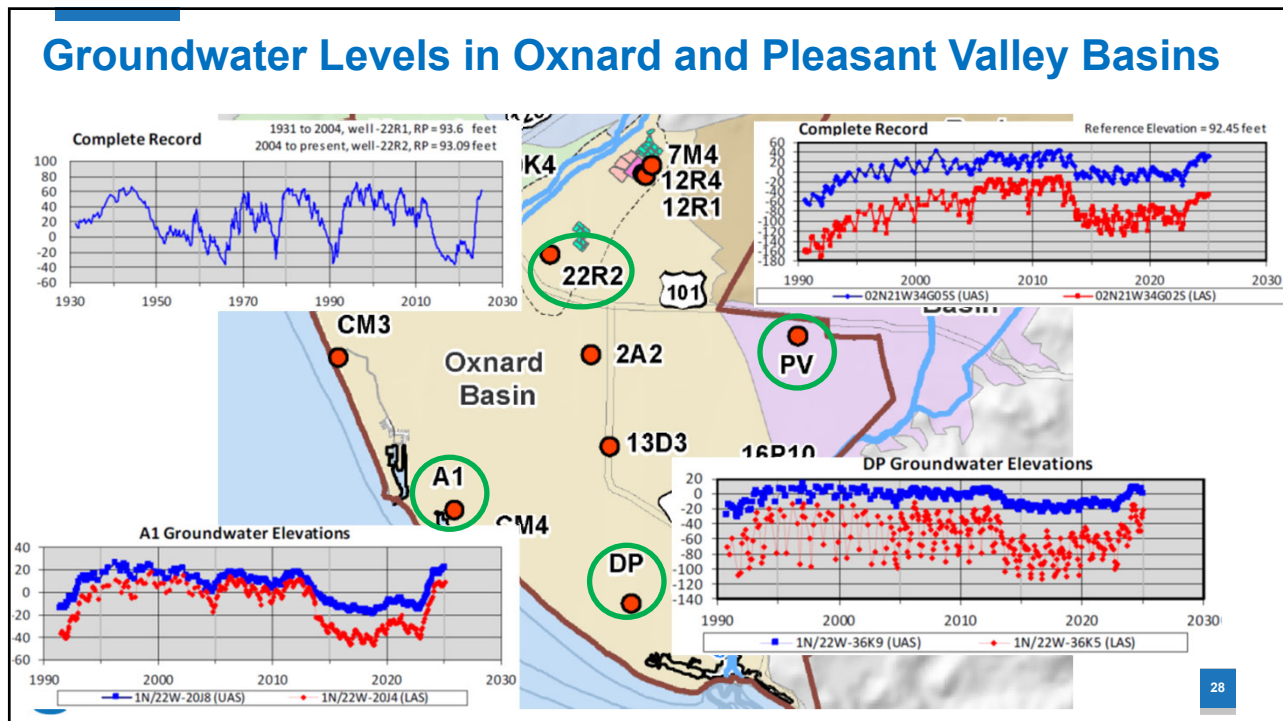 Groundwater Levels in Oxnard and Pleasant Valley Basins
Complete Record
1931 to 2004, well -22R1, RP = 93.6 feet
2004 to present, well -22R2, RP = 93.09 feet
100
80
60
40
20
0
-20
-40
-60
1930
1950
1970
1990
2010
2030
Complete Record
Reference Elevation = 92.45 feet
60
40
20
0
-20
-40
-60
-80
-100
-120
-140
-160
-180
1990
2000
2010
2020
2030
02N21W34G05S (UAS)
02N21W34G02S (LAS)
K4
7M4
12R4
12R1
22R2
101
CM3
Oxnard
Basin
2A2
PV
Basin
13D3
16P10
A1
CM4
DP
A1 Groundwater Elevations
40
20
0
-20
-40
-60
1990
2000
2010
2020
2030
1N/22W-20J8 (UAS)
1N/22W-20J4 (LAS)
DP Groundwater Elevations
20
0
-20
-40
-60
-80
-100
-120
-140
1990
2000
2010
2020
2030
1N/22W-36K9 (UAS)
1N/22W-36K5 (LAS)
28